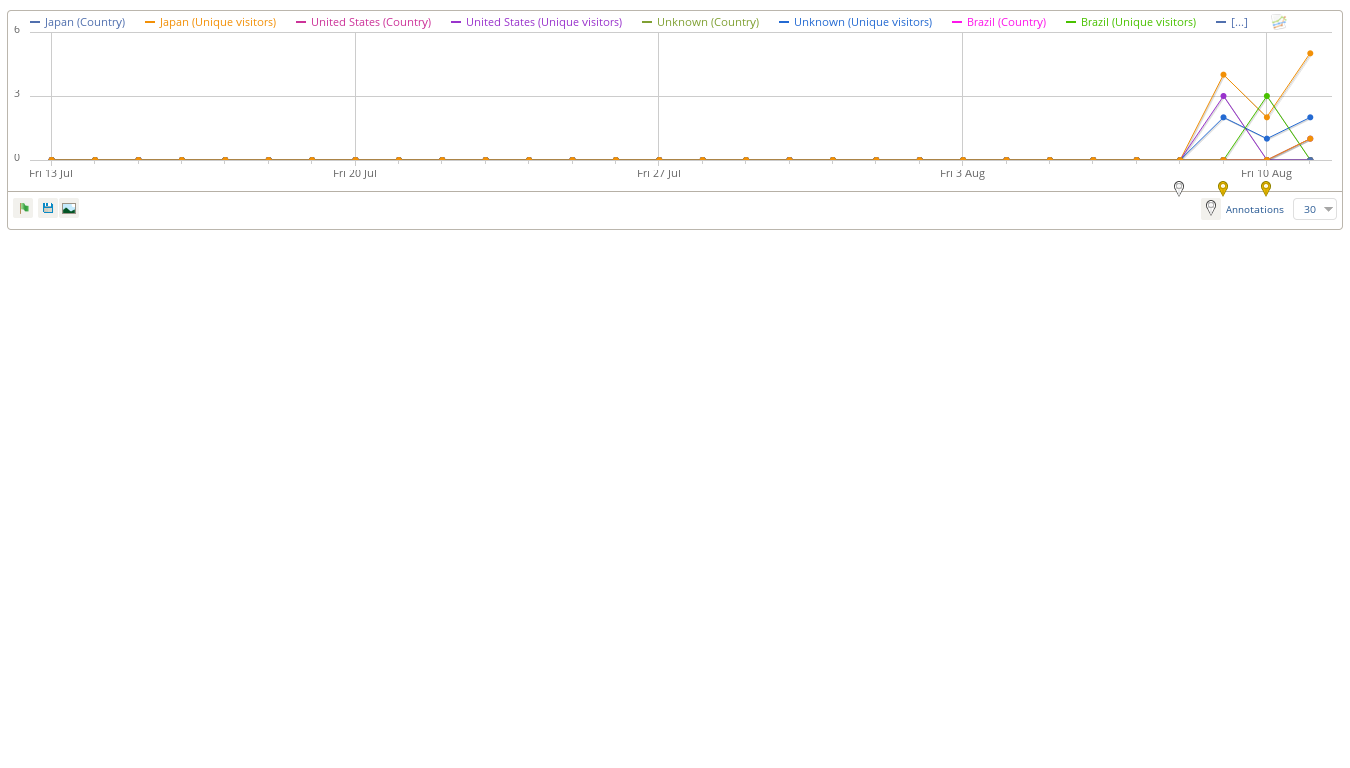 Japan (Country) Japan (Unique visitors) United States (Country) United States (Unique visitors) Unknown (Country) Unknown (Unique visitors) Brazil (Country) Brazil (Unique visitors) [...]
6
3
0
Fri 13 Jul Fri 20 Jul Fri 27 Jul Fri 3 Aug Fri 10 Aug
Annotations 30